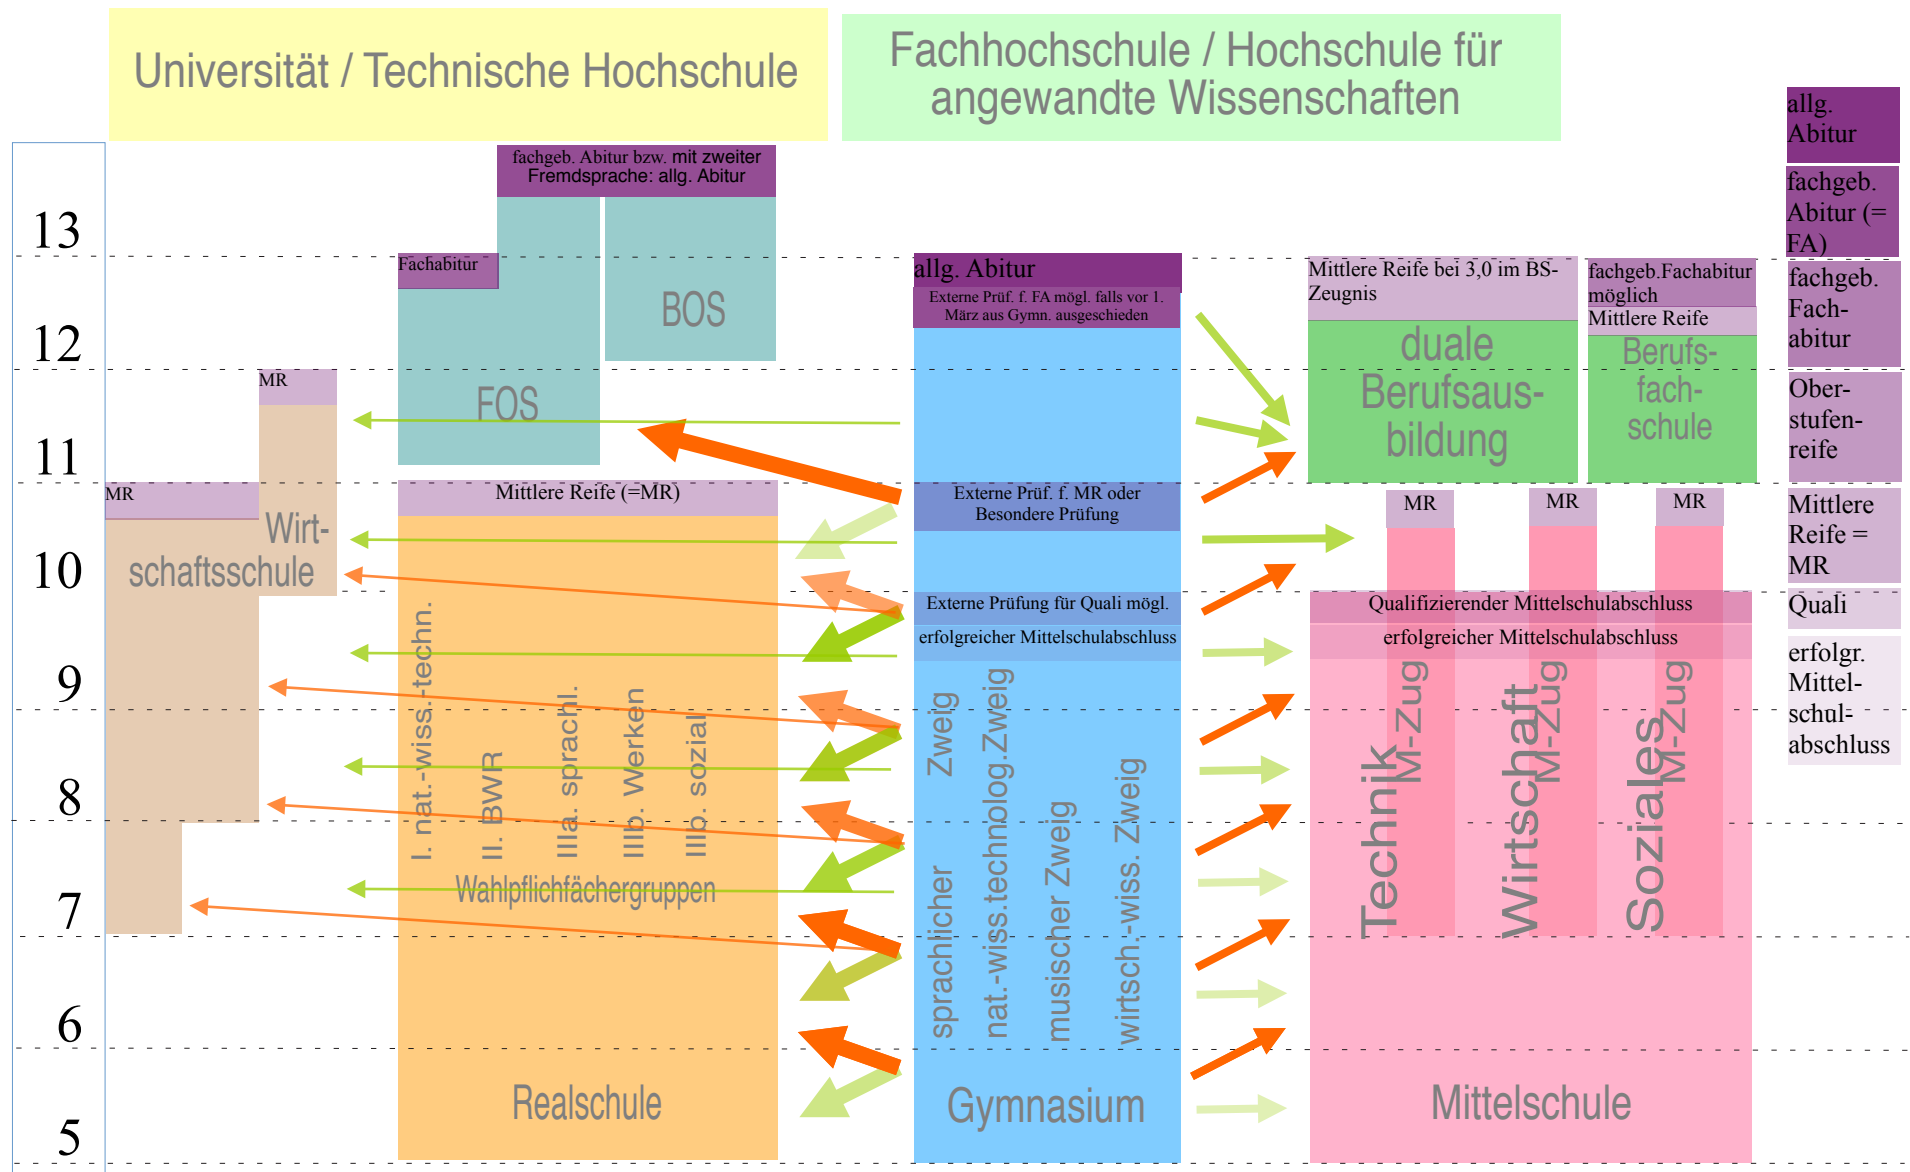 Universität / Technische Hochschule
Fachhochschule / Hochschule für
angewandte Wissenschaften
13
12
11
10
9
8
7
6
5
MR
MR
Wirt-
schaftsschule
fachgeb. Abitur bzw. mit zweiter
Fremdsprache: allg. Abitur
Fachabitur
BOS
FOS
Mittlere Reife (=MR)
I. nat.-wiss.-techn.
II. BWR
IIIa. sprachl.
IIIb. Werken
IIIb. sozial
Wahlpflichfächergruppen
Realschule
allg. Abitur
Externe Prüf. f. FA mögl. falls vor 1.
März aus Gymn. ausgeschieden
Externe Prüf. f. MR oder
Besondere Prüfung
Externe Prüfung für Quali mögl.
erfolgreicher Mittelschulabschluss
sprachlicher Zweig
nat.-wiss.technolog.Zweig
musischer Zweig
wirtsch.-wiss. Zweig
Gymnasium
Mittlere Reife bei 3,0 im BS-
Zeugnis
duale
Berufsaus-
bildung
fachgeb.Fachabitur
möglich
Mittlere Reife
Berufs-
fach-
schule
MR
MR
MR
Qualifizierender Mittelschulabschluss
erfolgreicher Mittelschulabschluss
Technik
M-Zug
Wirtschaft
M-Zug
Soziales
M-Zug
Mittelschule
allg.
Abitur
fachgeb.
Abitur (=
FA)
fachgeb.
Fach-
abitur
Ober-
stufen-
reife
Mittlere
Reife =
MR
Quali
erfolgr.
Mittel-
schul-
abschluss